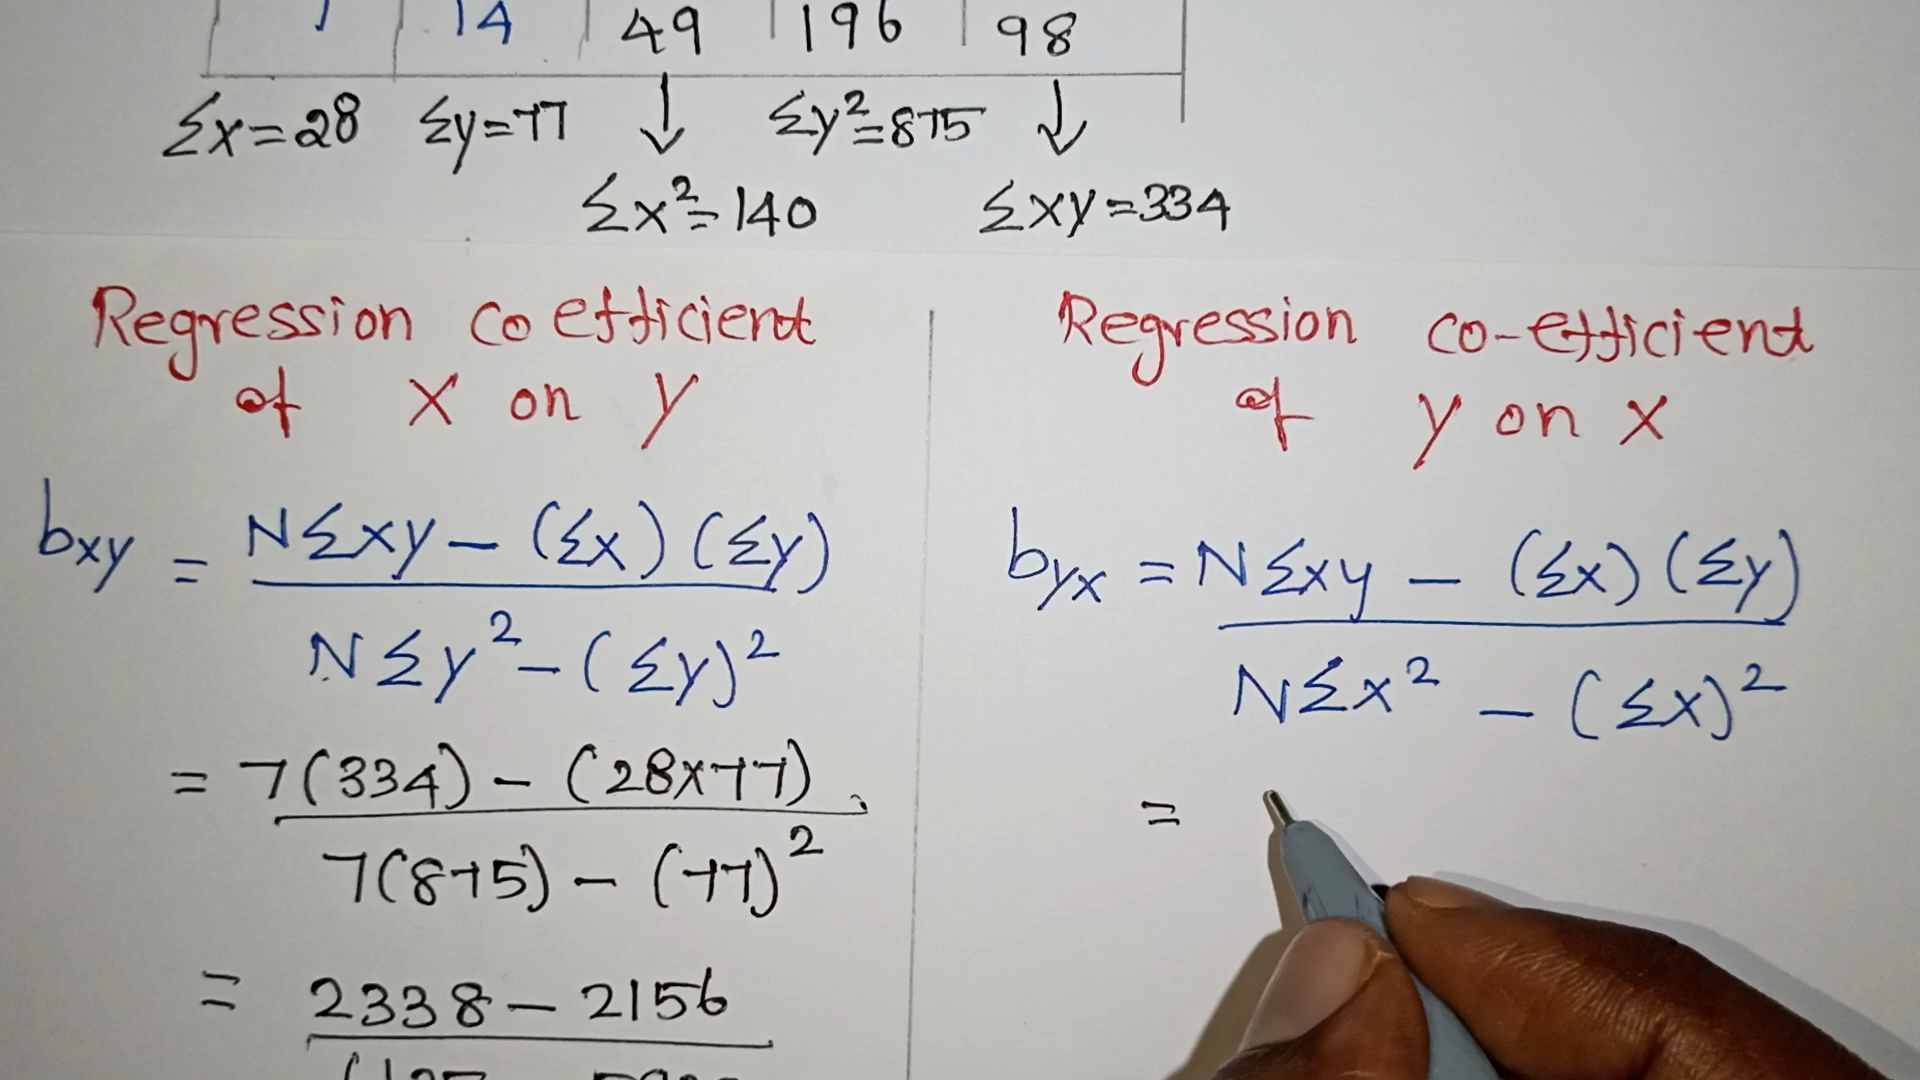 14 49 196 98
Σx=28 Σy=77 ↓ Σy²=875 ↓
Σx²=140 Σxy=334
Regression coefficient
of X on Y
bxy = NΣxy - (Σx) (Σy)
NΣy² - (Σy)²
= 7(334) - (28x77)
7(875) - (77)²
= 2338 - 2156
Regression co-efficient
of y on x
byx = NΣxy - (Σx) (Σy)
NΣx² - (Σx)²
=